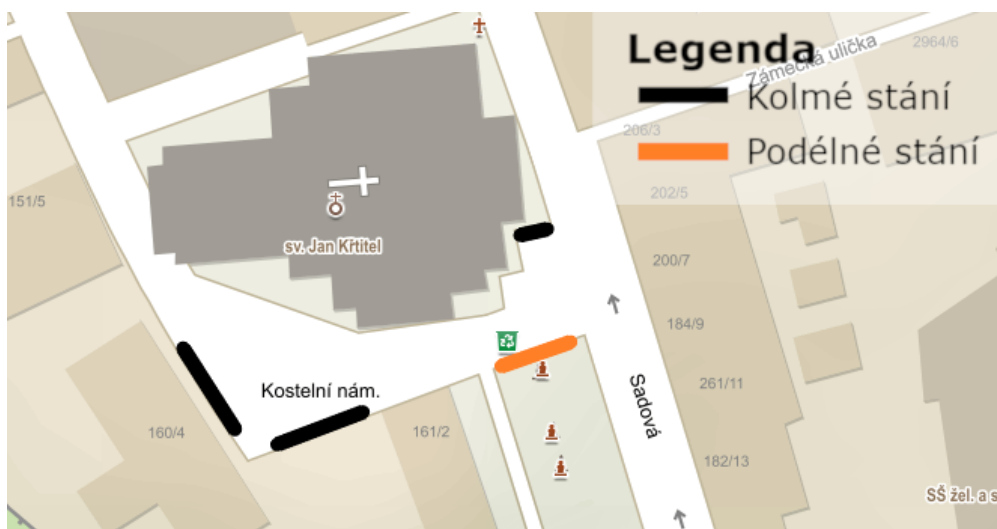 Legenda
Kolmé stání
Podélné stání
Zámecká ulička
2964/6
206/3
202/5
151/5
sv. Jan Křtitel
200/7
184/9
Kostelní nám.
261/11
Sadová
160/4
161/2
182/13
SŠ žel. a s